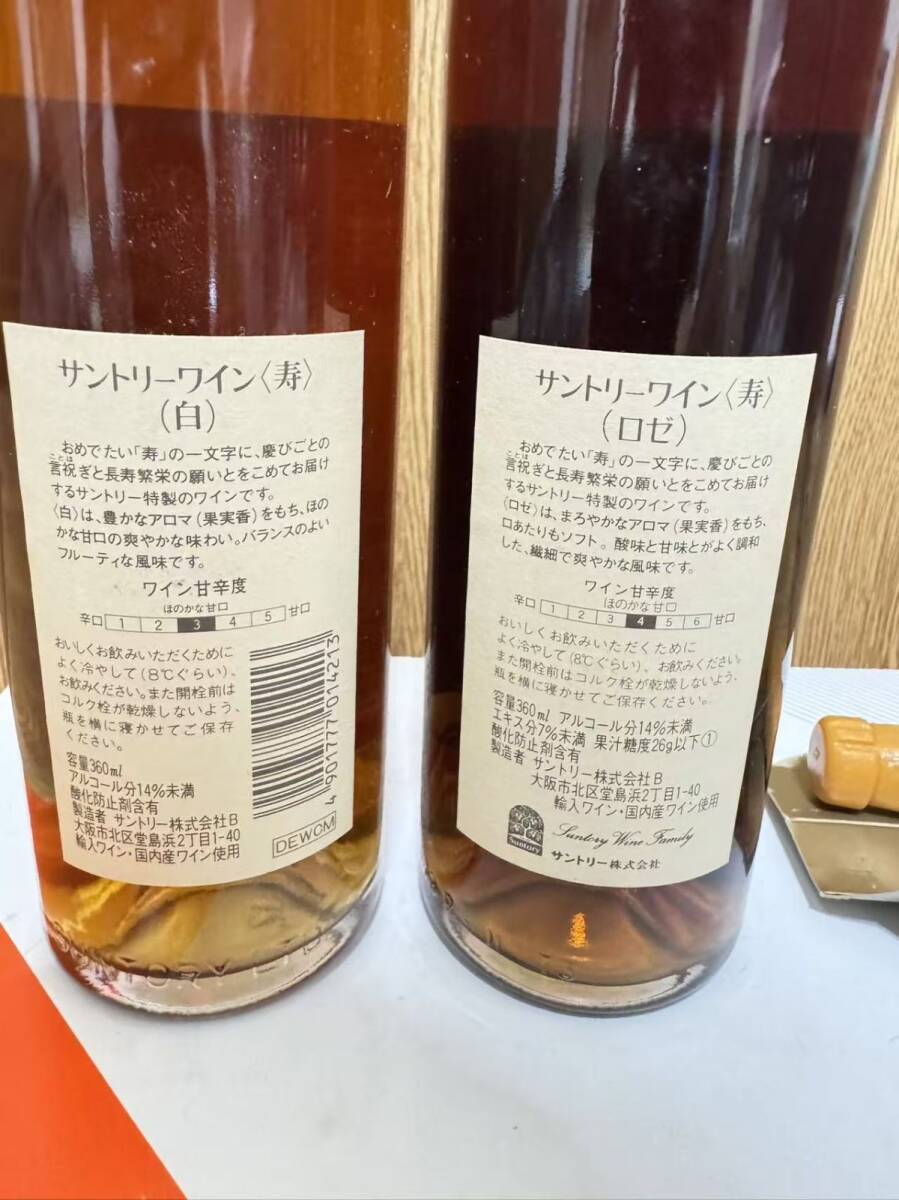 サントリーワイン〈寿〉
(白)
おめでたい「寿」の一文字に、慶びごとの
ことほ
言祝ぎと長寿繁栄の願いとをこめてお届け
するサントリー特製のワインです。
〈白〉は、豊かなアロマ(果実香)をもち、ほの
かな甘口の爽やかな味わい。バランスのよい
フルーティな風味です。
ワイン甘辛度
ほのかな甘口
辛口 1 2 3 4 5 甘口
おいしくお飲みいただくために
よく冷やして(8℃ぐらい)、
お飲みください。また開栓前は
コルク栓が乾燥しないよう、
瓶を横に寝かせてご保存
ください。
容量360ml
アルコール分14%未満
酸化防止剤含有
製造者 サントリー株式会社B
大阪市北区堂島浜2丁目1-40
輸入ワイン・国内産ワイン使用
4 901777 014213
DEWCM
SUNTORY LTD
サントリーワイン〈寿〉
(ロゼ)
おめでたい「寿」の一文字に、慶びごとの
ことほ
言祝ぎと長寿繁栄の願いとをこめてお届け
するサントリー特製のワインです。
〈ロゼ〉は、まろやかなアロマ(果実香)をもち、
口あたりもソフト。酸味と甘味とがよく調和
した、繊細で爽やかな風味です。
ワイン甘辛度
ほのかな甘口
辛口 1 2 3 4 5 6 甘口
おいしくお飲みいただくために
よく冷やして(8℃ぐらい)、お飲みください。
また開栓前はコルク栓が乾燥しないよう、
瓶を横に寝かせてご保存ください。
容量360ml アルコール分14%未満
エキス分7%未満 果汁糖度26g以下①
酸化防止剤含有
製造者 サントリー株式会社B
大阪市北区堂島浜2丁目1-40
輸入ワイン・国内産ワイン使用
Suntory
Suntory Wine Family
サントリー株式会社